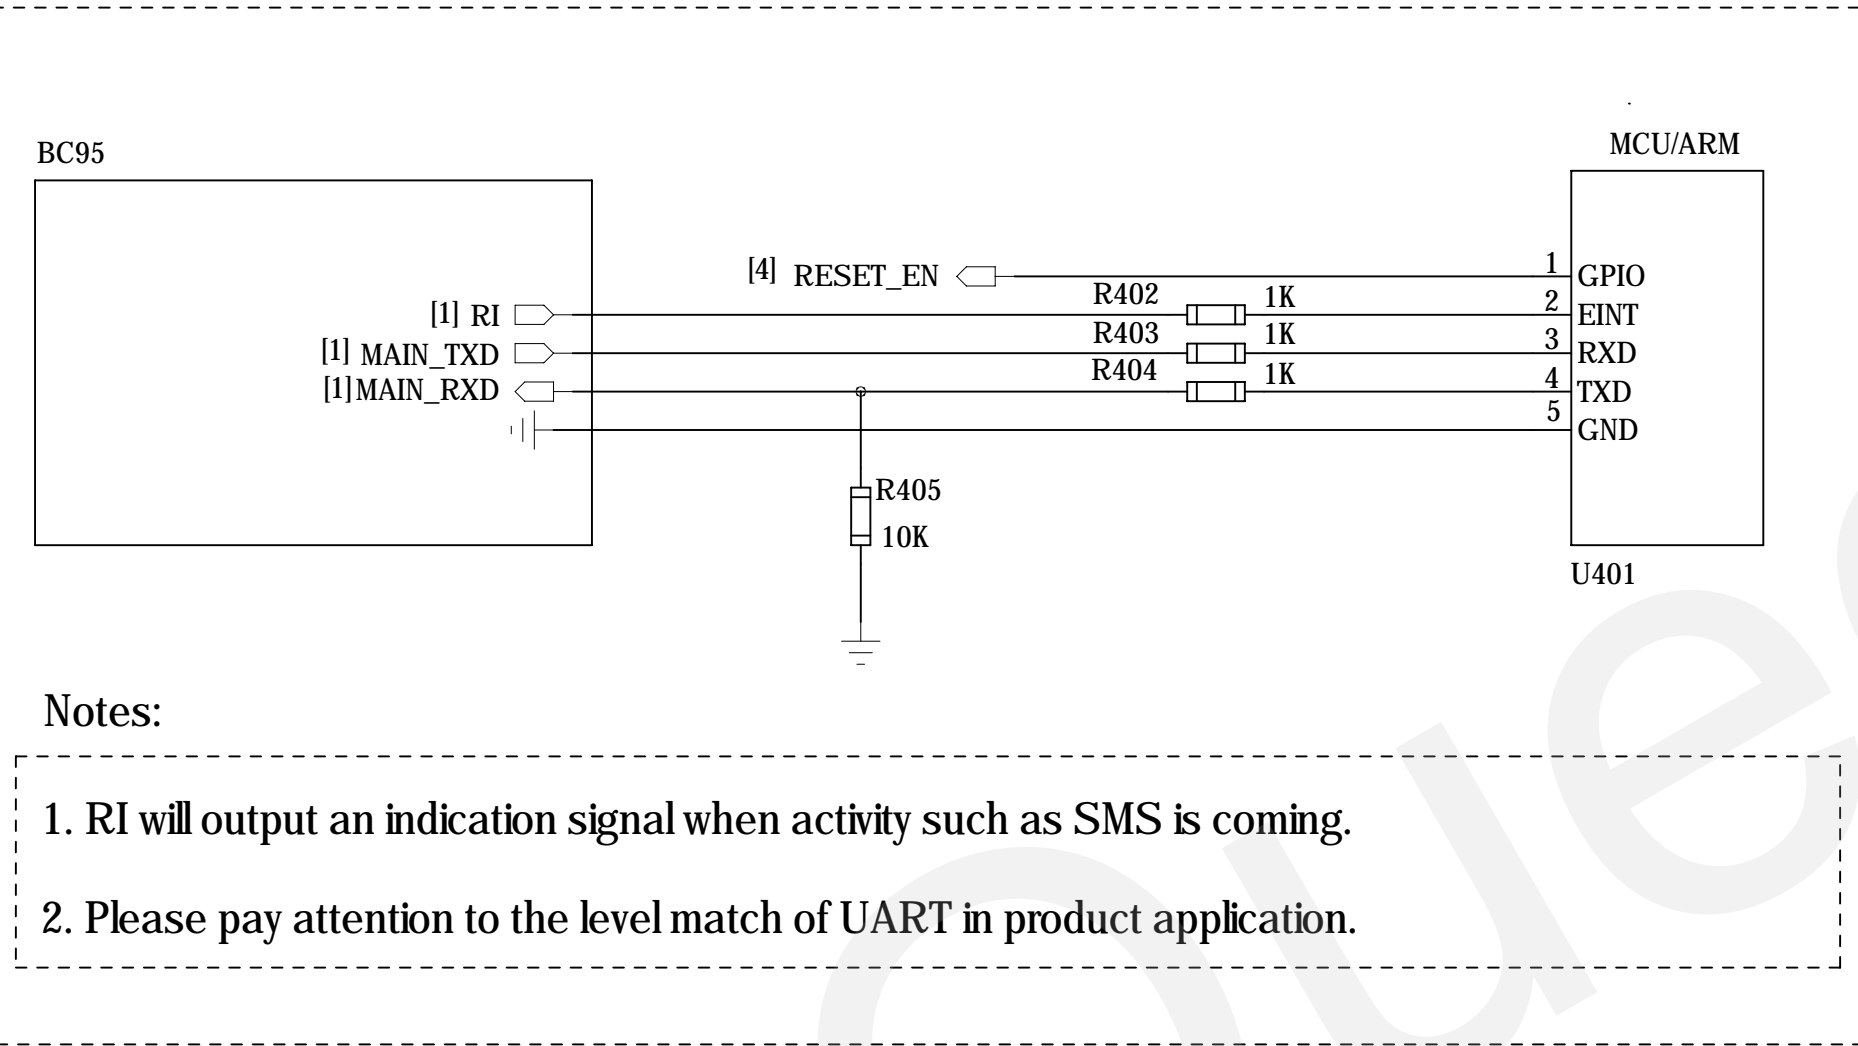 BC95
MCU/ARM
[4] RESET_EN
1 GPIO
[1] RI
R402 1K
2 EINT
[1] MAIN_TXD
R403 1K
3 RXD
[1] MAIN_RXD
R404 1K
4 TXD
5 GND
R405
10K
U401
Notes:
1. RI will output an indication signal when activity such as SMS is coming.
2. Please pay attention to the level match of UART in product application.